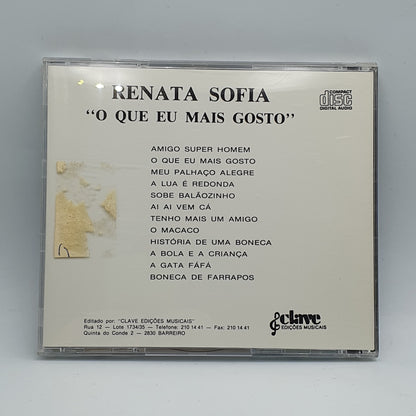 RENATA SOFIA
"O QUE EU MAIS GOSTO"
COMPACT
disc
DIGITAL AUDIO
AMIGO SUPER HOMEM
O QUE EU MAIS GOSTO
MEU PALHAÇO ALEGRE
A LUA É REDONDA
SOBE BALÃOZINHO
AI AI VEM CÁ
TENHO MAIS UM AMIGO
O MACACO
HISTÓRIA DE UMA BONECA
A BOLA E A CRIANÇA
A GATA FÁFÁ
BONECA DE FARRAPOS
Editado por: "CLAVE EDIÇÕES MUSICAIS"
Rua 12 — Lote 1734/35 — Telefone: 210 14 41 — Fax: 210 14 41
Quinta do Conde 2 — 2830 BARREIRO
clave
EDIÇÕES MUSICAIS